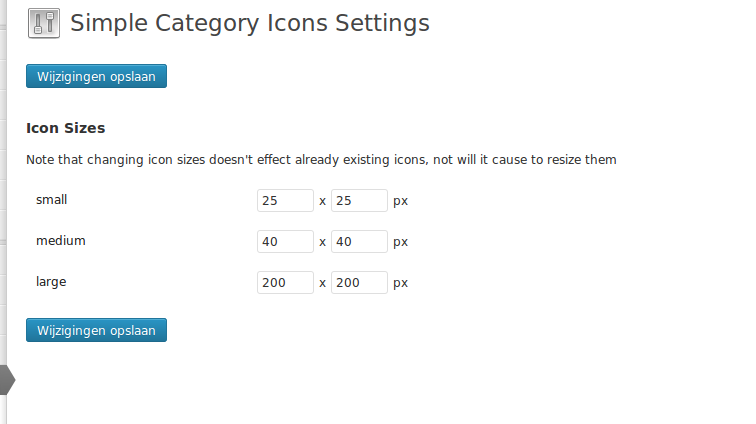 Simple Category Icons Settings
Wijzigingen opslaan
Icon Sizes
Note that changing icon sizes doesn't effect already existing icons, not will it cause to resize them
small 25 x 25 px
medium 40 x 40 px
large 200 x 200 px
Wijzigingen opslaan